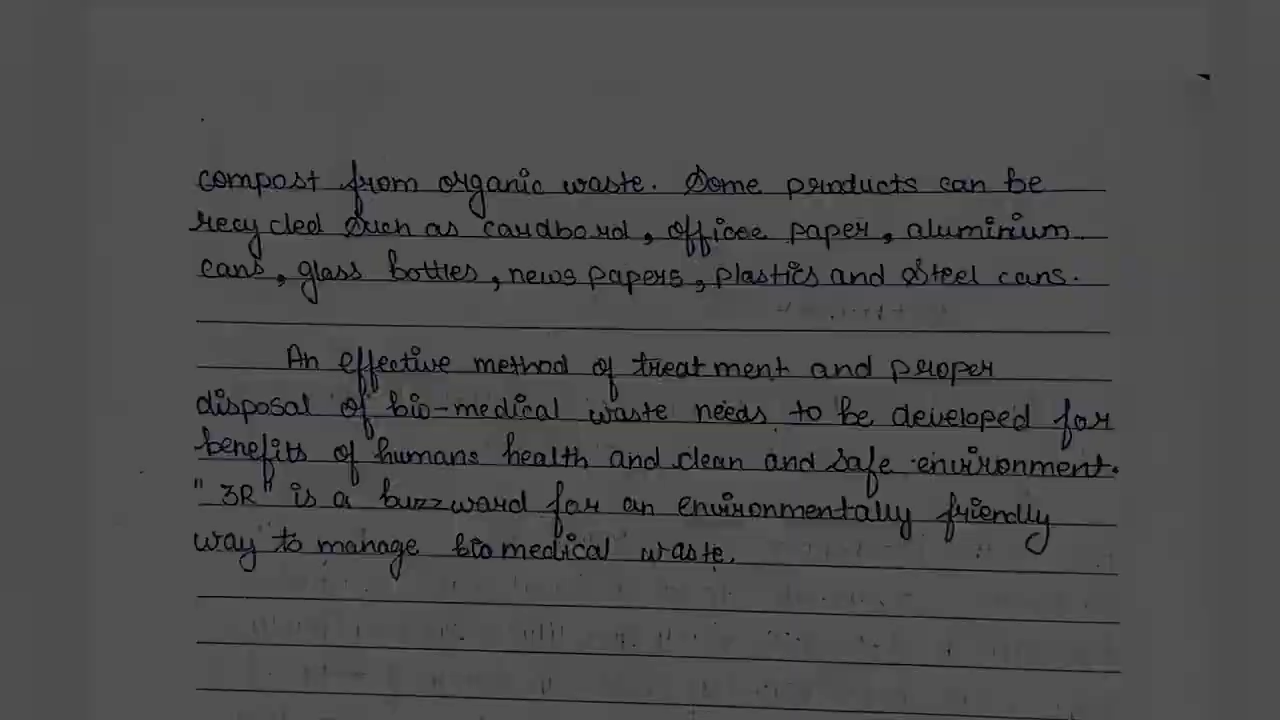 compost from organic waste. Some products can be
recycled such as cardbord, officee paper, aluminium
cans, glass bottles, news papers, plastics and steel cans.
An effective method of treatment and proper
disposal of bio-medical waste needs to be developed for
benefits of humans health and clean and safe environment.
"3R" is a buzzward for an environmentally friendly
way to manage bio medical waste.